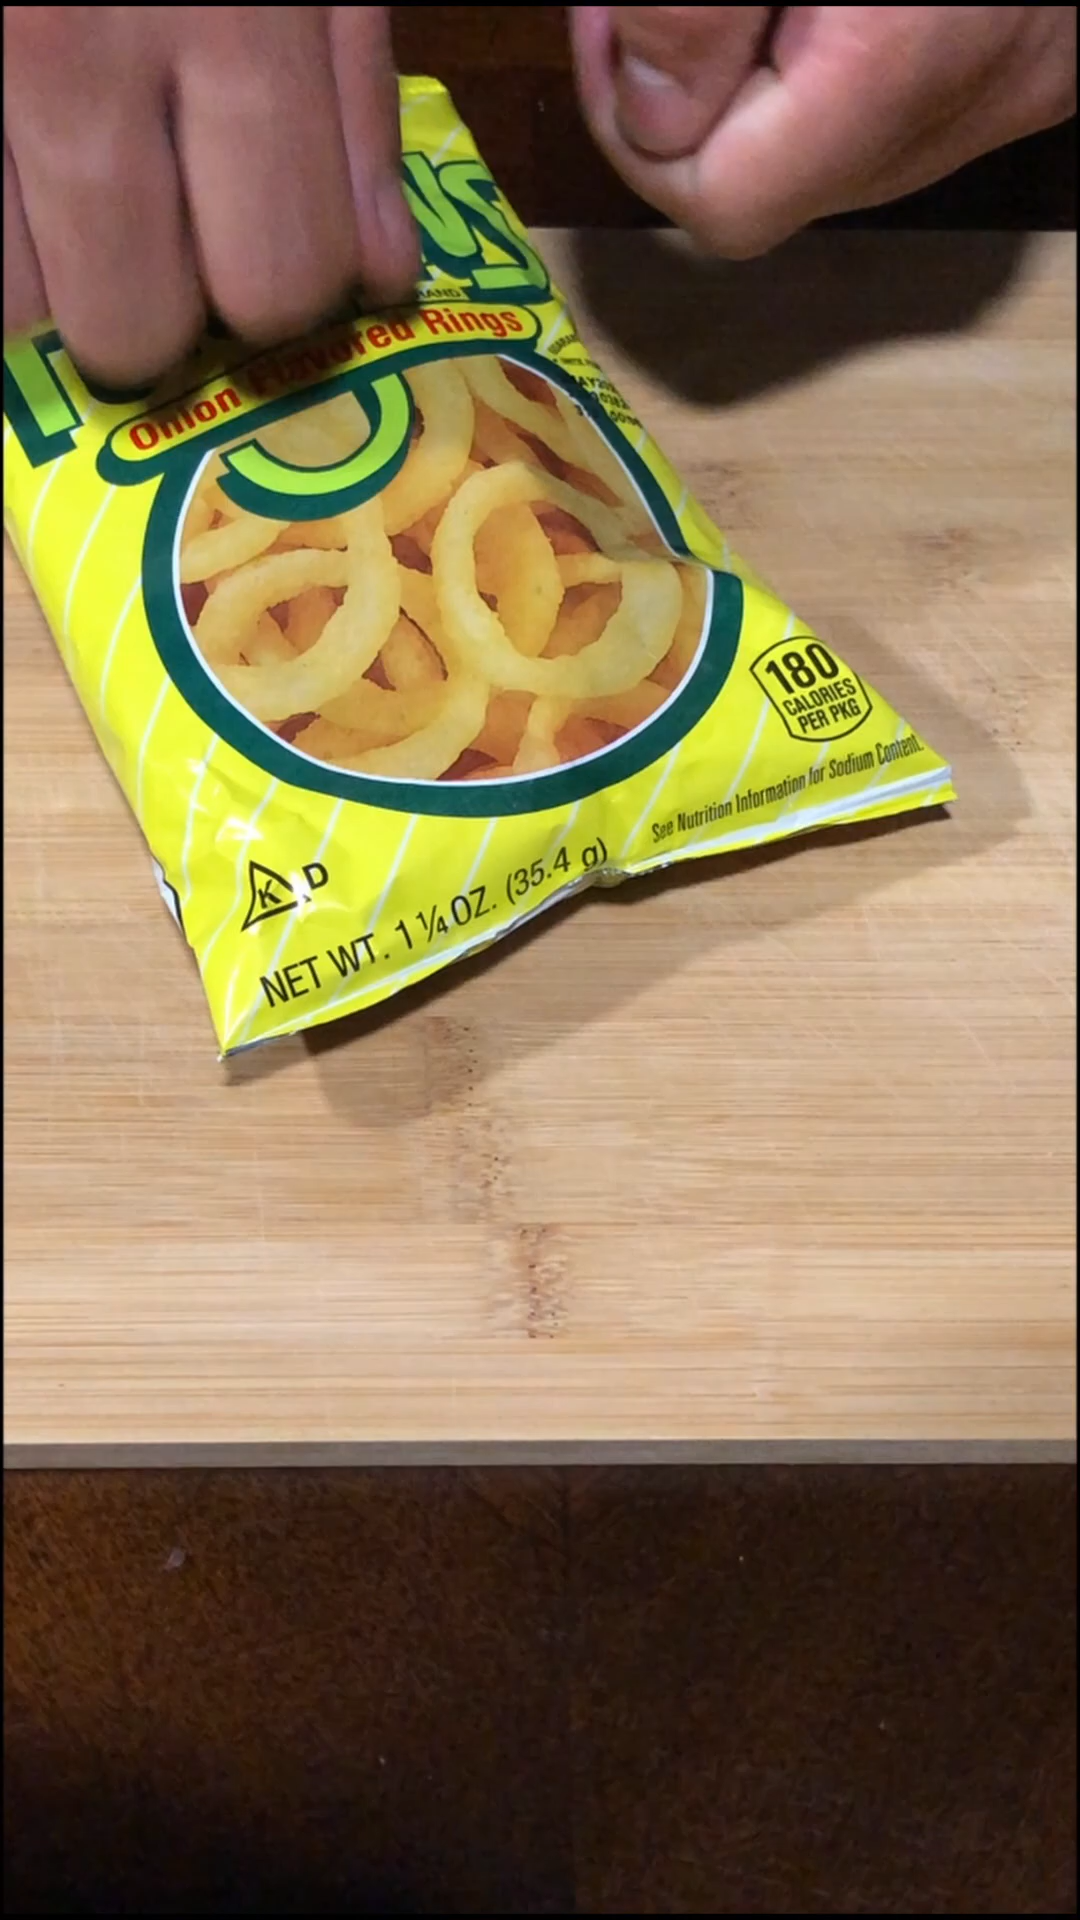 Onion Flavored Rings
180
CALORIES
PER PKG
See Nutrition Information for Sodium Content.
K D
NET WT. 1 ¼ OZ. (35.4 g)